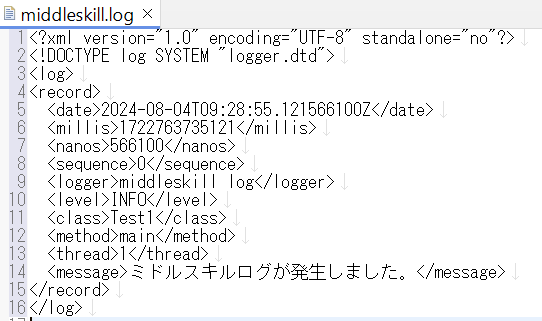 middleskill.log
1 <?xml version="1.0" encoding="UTF-8" standalone="no"?>
2 <!DOCTYPE log SYSTEM "logger.dtd">
3 <log>
4 <record>
5   <date>2024-08-04T09:28:55.121566100Z</date>
6   <millis>1722763735121</millis>
7   <nanos>566100</nanos>
8   <sequence>0</sequence>
9   <logger>middleskill log</logger>
10   <level>INFO</level>
11   <class>Test1</class>
12   <method>main</method>
13   <thread>1</thread>
14   <message>ミドルスキルログが発生しました。</message>
15 </record>
16 </log>
17